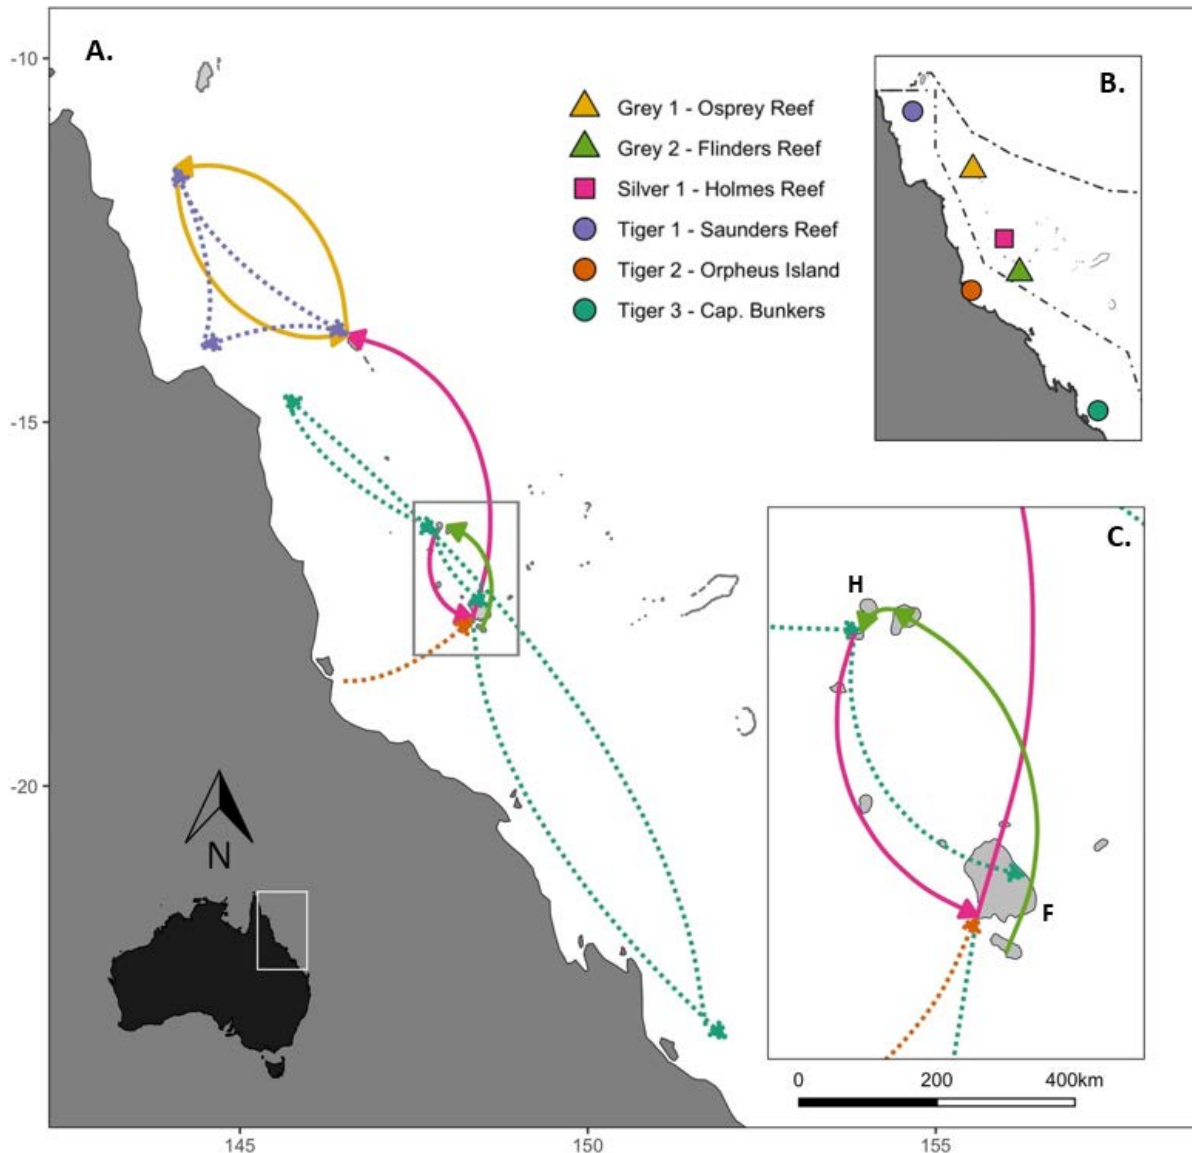 A.
-10
-15
-20
145
150
155
Grey 1 - Osprey Reef
Grey 2 - Flinders Reef
Silver 1 - Holmes Reef
Tiger 1 - Saunders Reef
Tiger 2 - Orpheus Island
Tiger 3 - Cap. Bunkers
B.
C.
H
F
N
0
200
400km